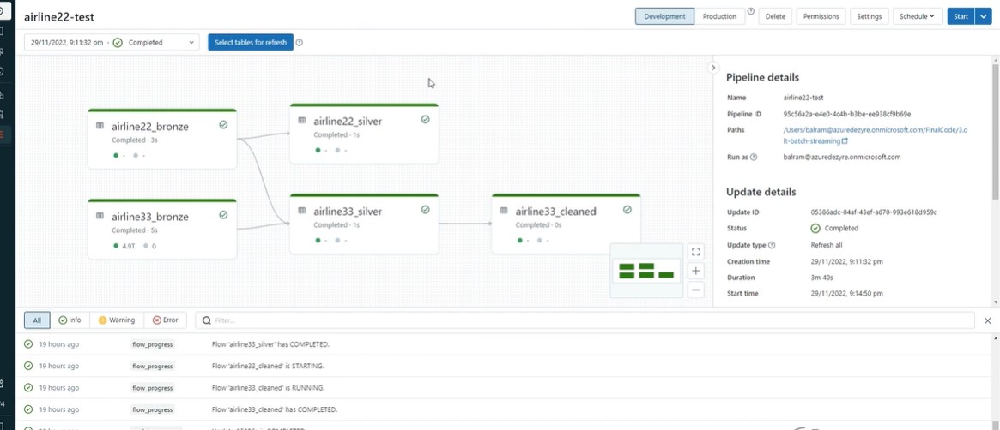 airline22-test
Development Production Delete Permissions Settings Schedule Start
29/11/2022, 9:11:32 pm · Completed
Select tables for refresh
airline22_bronze
Completed · 3s
- -
airline22_silver
Completed · 1s
- -
airline33_bronze
Completed · 5s
4.9T 0
airline33_silver
Completed · 1s
- -
airline33_cleaned
Completed · 0s
- -
Pipeline details
Name airline22-test
Pipeline ID 95c56a2a-e4e0-4c4b-b3be-ee938cf9b69e
Paths /Users/balram@azuredezyre.onmicrosoft.com/FinalCode/3.d
lt-batch-streaming
Run as balram@azuredezyre.onmicrosoft.com
Update details
Update ID 05386adc-04af-43ef-a670-993e618d959c
Status Completed
Update type Refresh all
Creation time 29/11/2022, 9:11:32 pm
Duration 3m 40s
Start time 29/11/2022, 9:14:50 pm
All Info Warning Error Filter...
19 hours ago flow_progress Flow 'airline33_silver' has COMPLETED.
19 hours ago flow_progress Flow 'airline33_cleaned' is STARTING.
19 hours ago flow_progress Flow 'airline33_cleaned' is RUNNING.
19 hours ago flow_progress Flow 'airline33_cleaned' has COMPLETED.